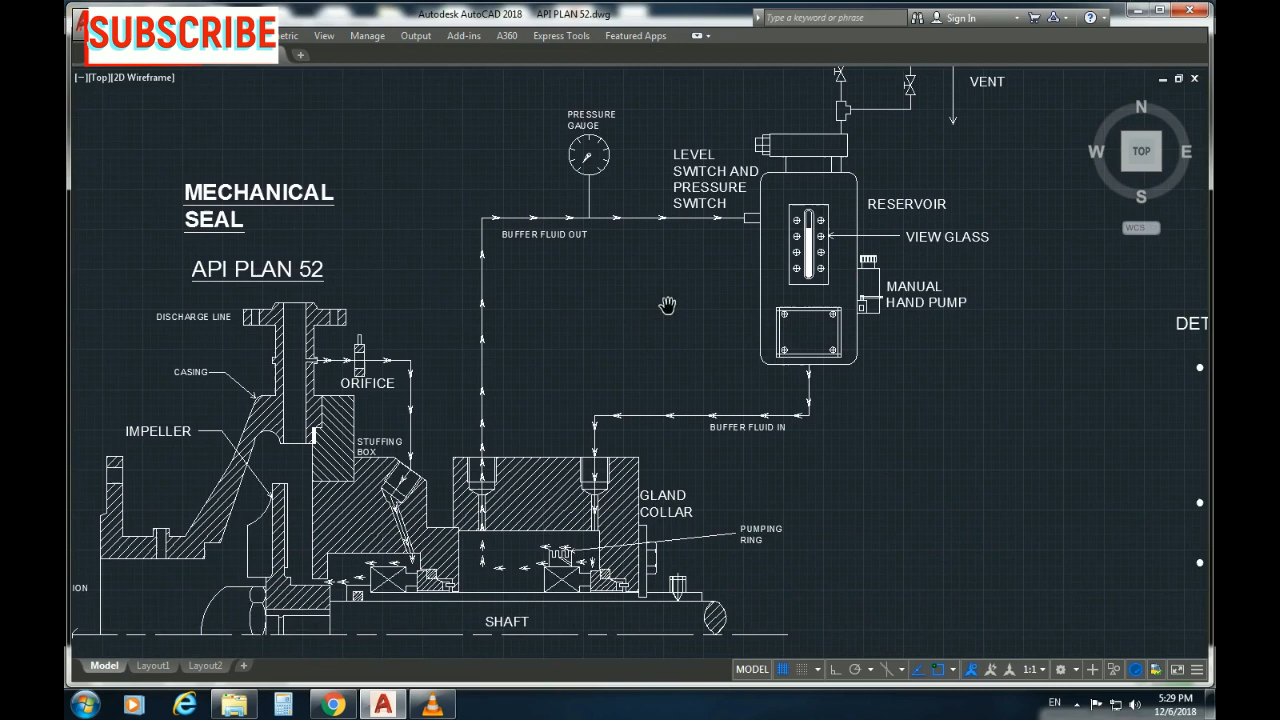 SUBSCRIBE
Autodesk AutoCAD 2018 API PLAN 52.dwg
Type a keyword or phrase
Sign In
View Manage Output Add-ins A360 Express Tools Featured Apps
[−][Top][2D Wireframe]
N
W TOP E
S
WCS
VENT
PRESSURE
GAUGE
LEVEL
SWITCH AND
PRESSURE
SWITCH
MECHANICAL
SEAL
RESERVOIR
BUFFER FLUID OUT
VIEW GLASS
API PLAN 52
MANUAL
HAND PUMP
DISCHARGE LINE
DET
CASING
ORIFICE
IMPELLER
BUFFER FLUID IN
STUFFING
BOX
GLAND
COLLAR
PUMPING
RING
ION
SHAFT
Model Layout1 Layout2 +
MODEL 1:1
EN
5:29 PM
12/6/2018